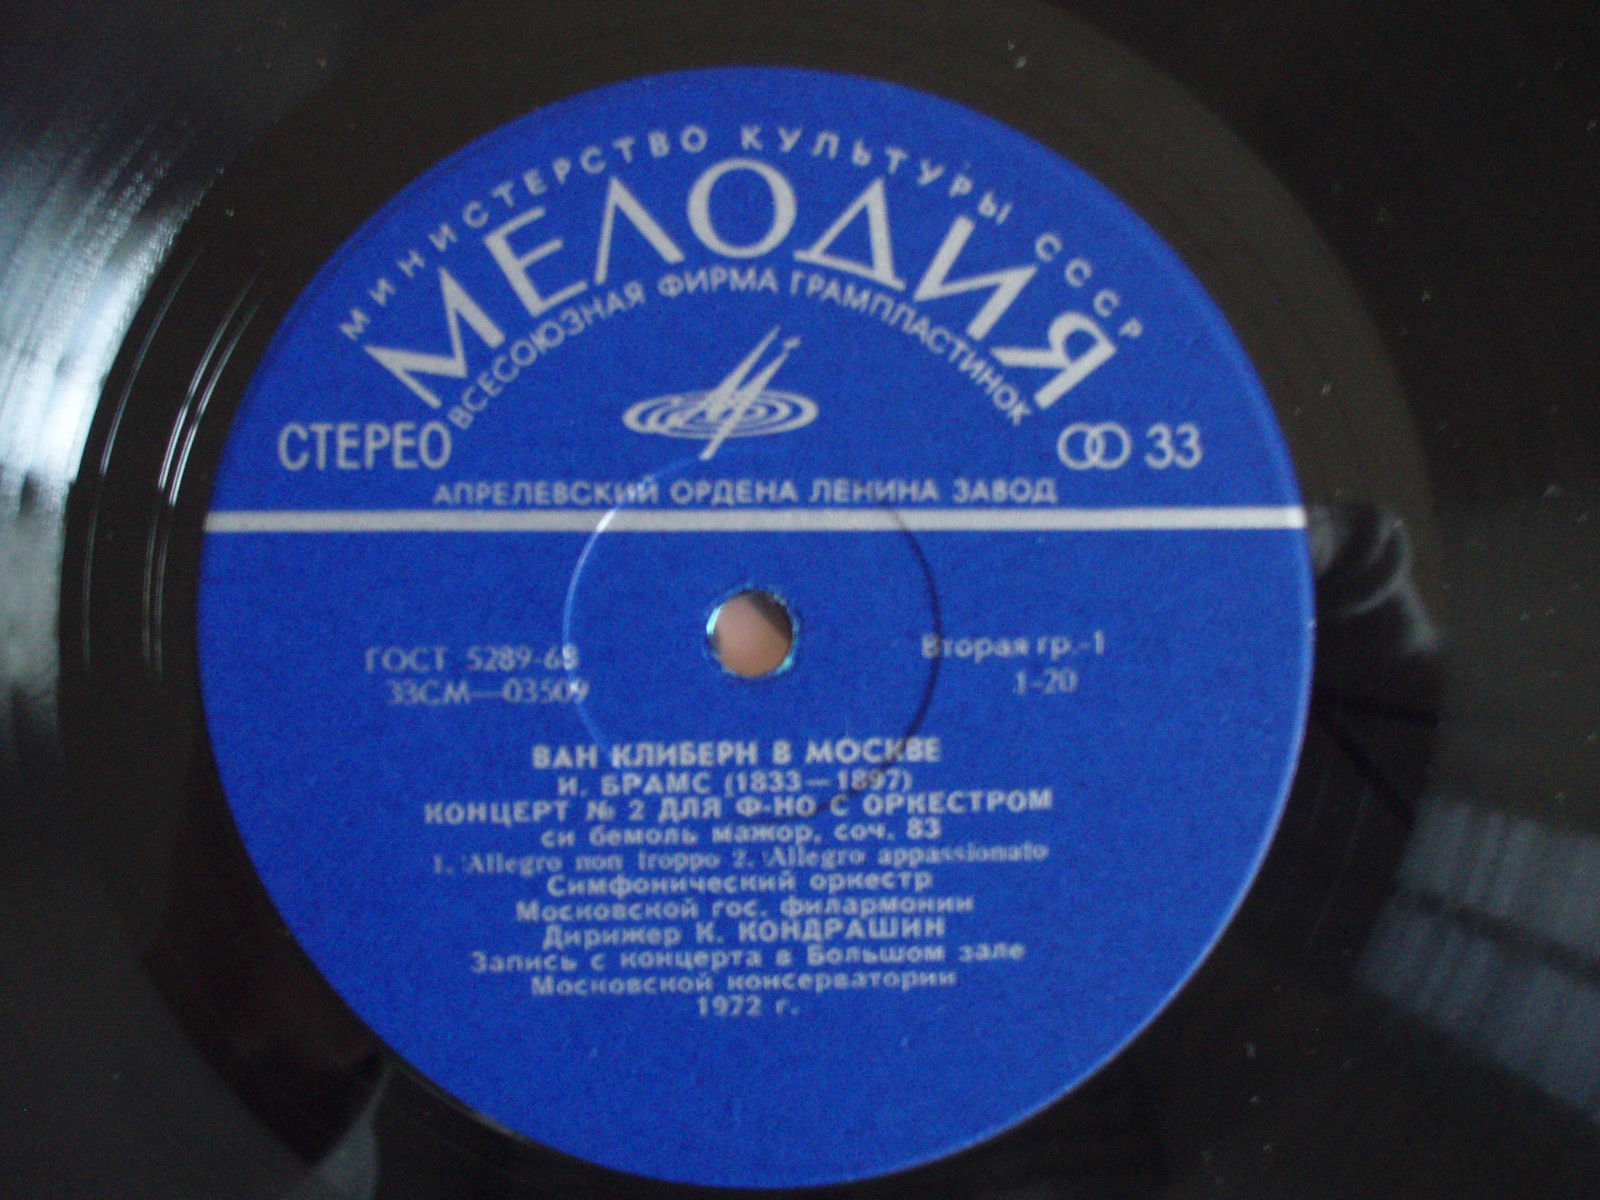 МИНИСТЕРСТВО КУЛЬТУРЫ СССР
МЕЛОДИЯ
ВСЕСОЮЗНАЯ ФИРМА ГРАМПЛАСТИНОК
СТЕРЕО
33
АПРЕЛЕВСКИЙ ОРДЕНА ЛЕНИНА ЗАВОД
ГОСТ 5289-68
33СМ—03509
Вторая гр.-1
1-20
ВАН КЛИБЕРН В МОСКВЕ
И. БРАМС (1833—1897)
КОНЦЕРТ № 2 ДЛЯ Ф-НО С ОРКЕСТРОМ
си бемоль мажор, соч. 83
1. Allegro non troppo 2. Allegro appassionato
Симфонический оркестр
Московской гос. филармонии
Дирижер К. КОНДРАШИН
Запись с концерта в Большом зале
Московской консерватории
1972 г.